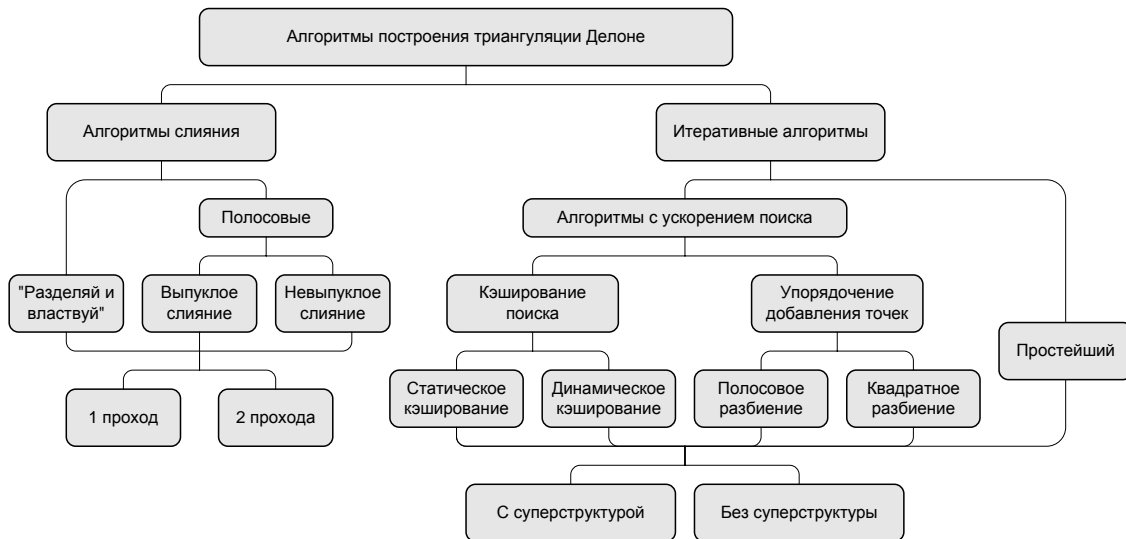 Алгоритмы построения триангуляции Делоне
Алгоритмы слияния
Итеративные алгоритмы
Полосовые
Алгоритмы с ускорением поиска
"Разделяй и
властвуй"
Выпуклое
слияние
Невыпуклое
слияние
Кэширование
поиска
Упорядочение
добавления точек
Простейший
Статическое
кэширование
Динамическое
кэширование
Полосовое
разбиение
Квадратное
разбиение
1 проход
2 прохода
С суперструктурой
Без суперструктуры